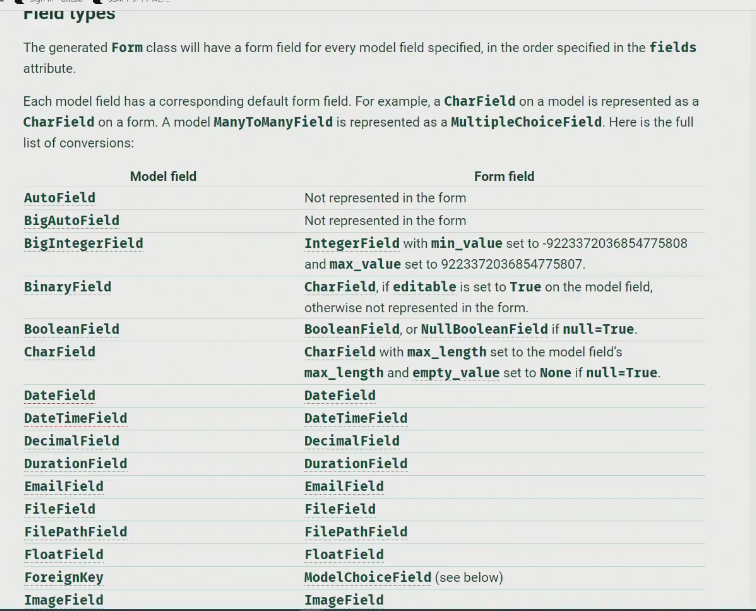 Field types
The generated Form class will have a form field for every model field specified, in the order specified in the fields
attribute.
Each model field has a corresponding default form field. For example, a CharField on a model is represented as a
CharField on a form. A model ManyToManyField is represented as a MultipleChoiceField. Here is the full
list of conversions:
Model field Form field
AutoField Not represented in the form
BigAutoField Not represented in the form
BigIntegerField IntegerField with min_value set to -9223372036854775808
and max_value set to 9223372036854775807.
BinaryField CharField, if editable is set to True on the model field,
otherwise not represented in the form.
BooleanField BooleanField, or NullBooleanField if null=True.
CharField CharField with max_length set to the model field's
max_length and empty_value set to None if null=True.
DateField DateField
DateTimeField DateTimeField
DecimalField DecimalField
DurationField DurationField
EmailField EmailField
FileField FileField
FilePathField FilePathField
FloatField FloatField
ForeignKey ModelChoiceField (see below)
ImageField ImageField